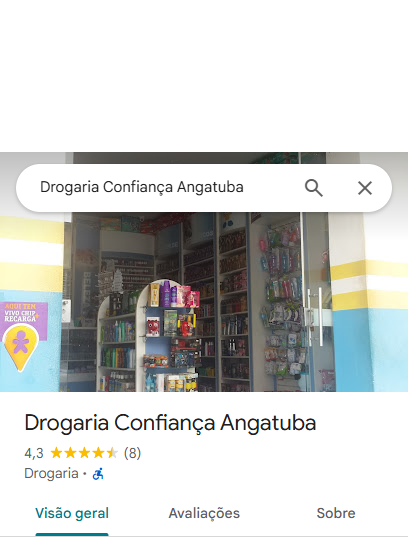 Drogaria Confiança Angatuba
AQUI TEM
VIVO CHIP
RECARGA
Drogaria Confiança Angatuba
4,3 (8)
Drogaria ·
Visão geral Avaliações Sobre